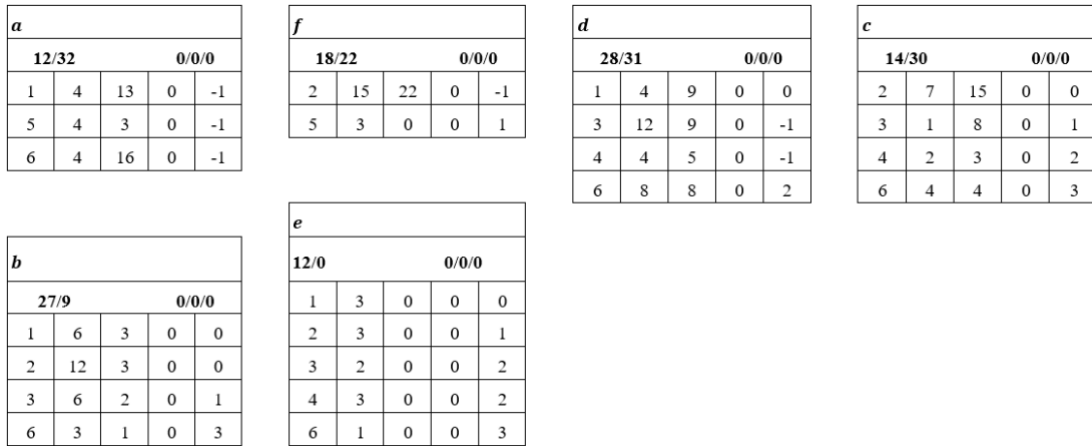 a
12/32 0/0/0
1 4 13 0 -1
5 4 3 0 -1
6 4 16 0 -1
f
18/22 0/0/0
2 15 22 0 -1
5 3 0 0 1
d
28/31 0/0/0
1 4 9 0 0
3 12 9 0 -1
4 4 5 0 -1
6 8 8 0 2
c
14/30 0/0/0
2 7 15 0 0
3 1 8 0 1
4 2 3 0 2
6 4 4 0 3
b
27/9 0/0/0
1 6 3 0 0
2 12 3 0 0
3 6 2 0 1
6 3 1 0 3
e
12/0 0/0/0
1 3 0 0 0
2 3 0 0 1
3 2 0 0 2
4 3 0 0 2
6 1 0 0 3